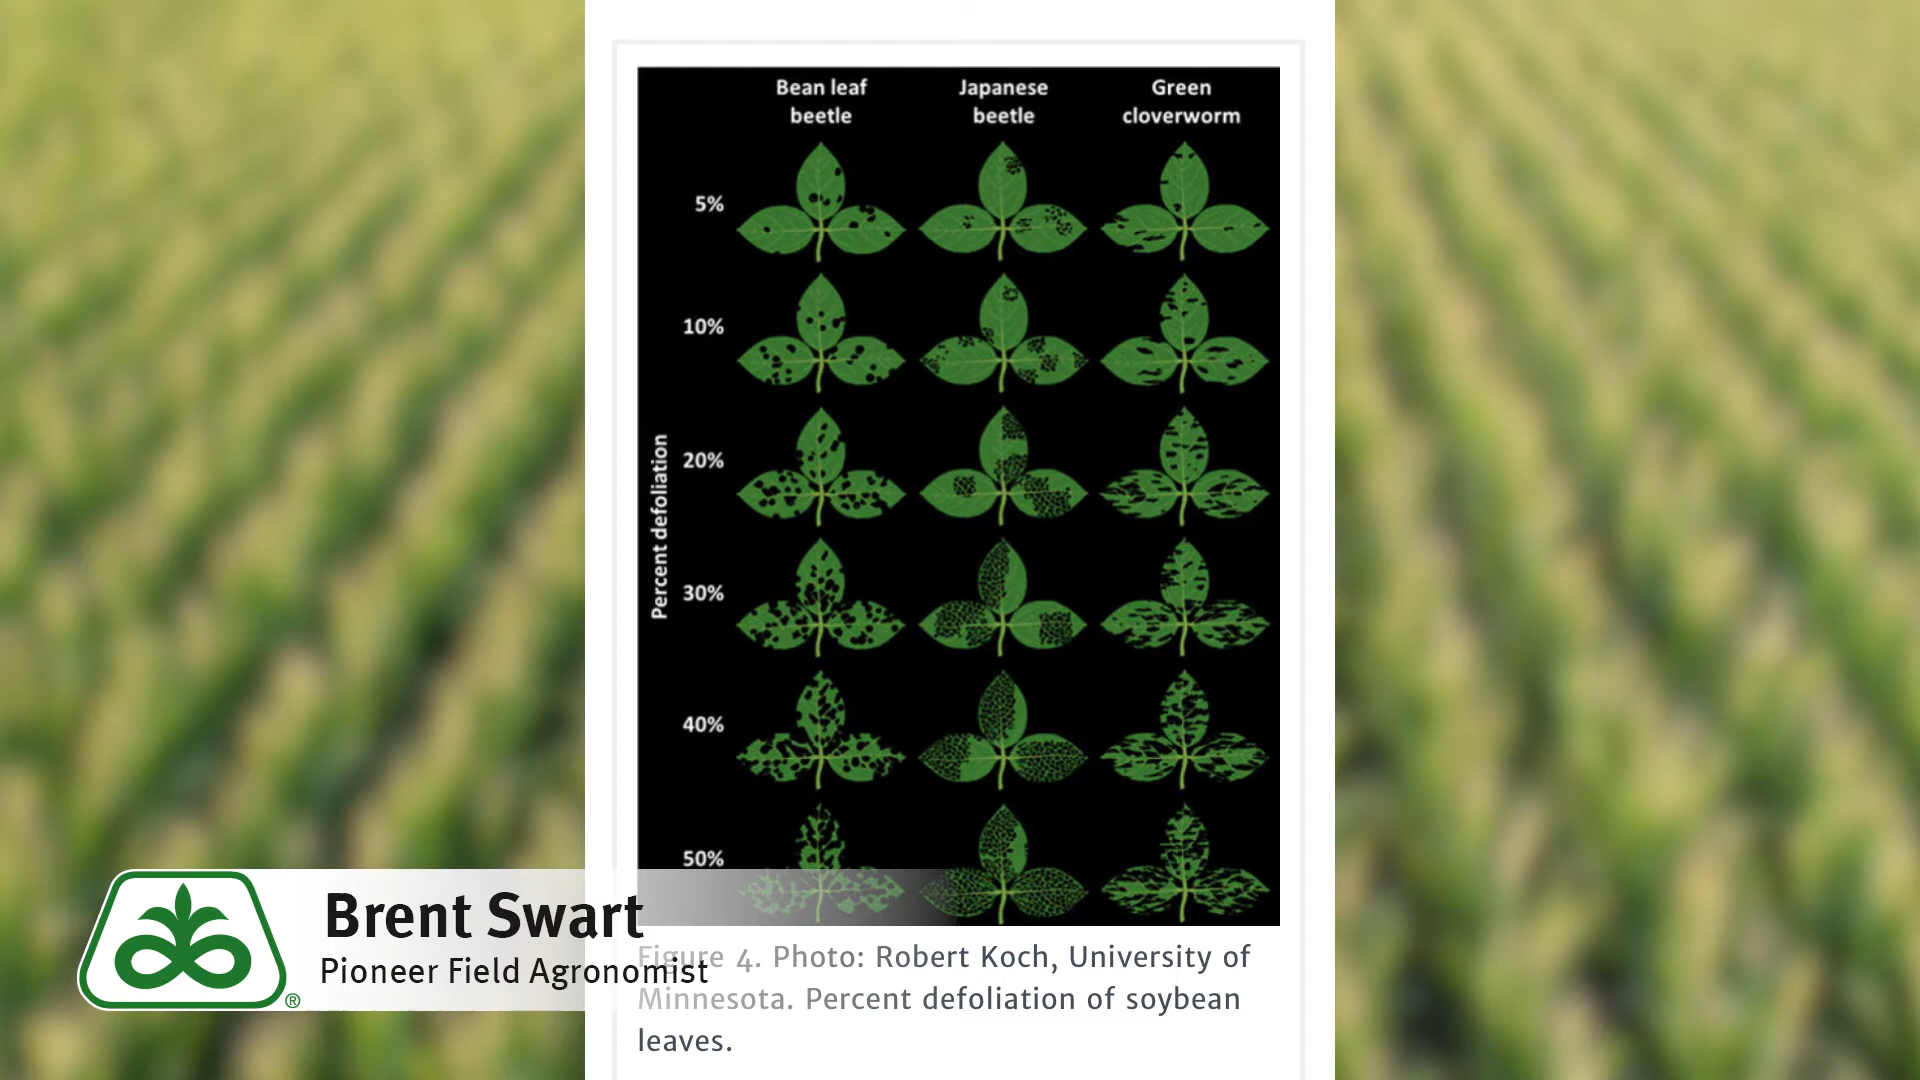 Bean leaf
beetle
Japanese
beetle
Green
cloverworm
5%
10%
20%
30%
40%
50%
Percent defoliation
Brent Swart
Pioneer Field Agronomist
®
Figure 4. Photo: Robert Koch, University of
Minnesota. Percent defoliation of soybean
leaves.